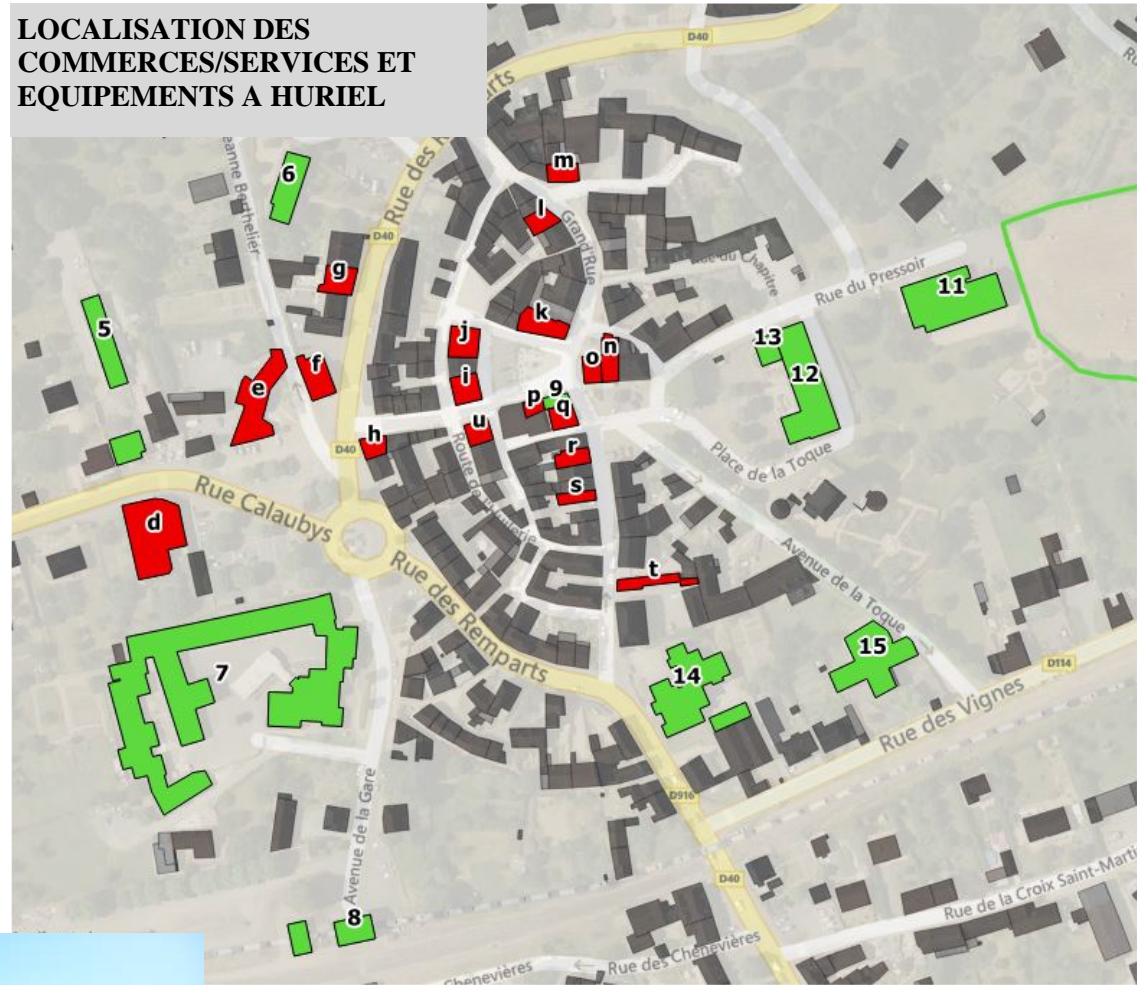 LOCALISATION DES
COMMERCES/SERVICES ET
EQUIPEMENTS A HURIEL
D40
Rue des
6
m
l
Grand'Rue
D40
g
Rue du Chapitre
Rue du Pressoir
11
5
k
j
n
o
13
f
12
e
i
9
p
q
u
h
r
Place de la Toque
D40
Route de
s
Rue Calaubys
d
t
Avenue de la Toque
Rue des Remparts
15
D114
7
14
Rue des Vignes
D916
Avenue de la Gare
D40
8
Rue de la Croix Saint-Marti
Rue des Chenevières
Chenevières